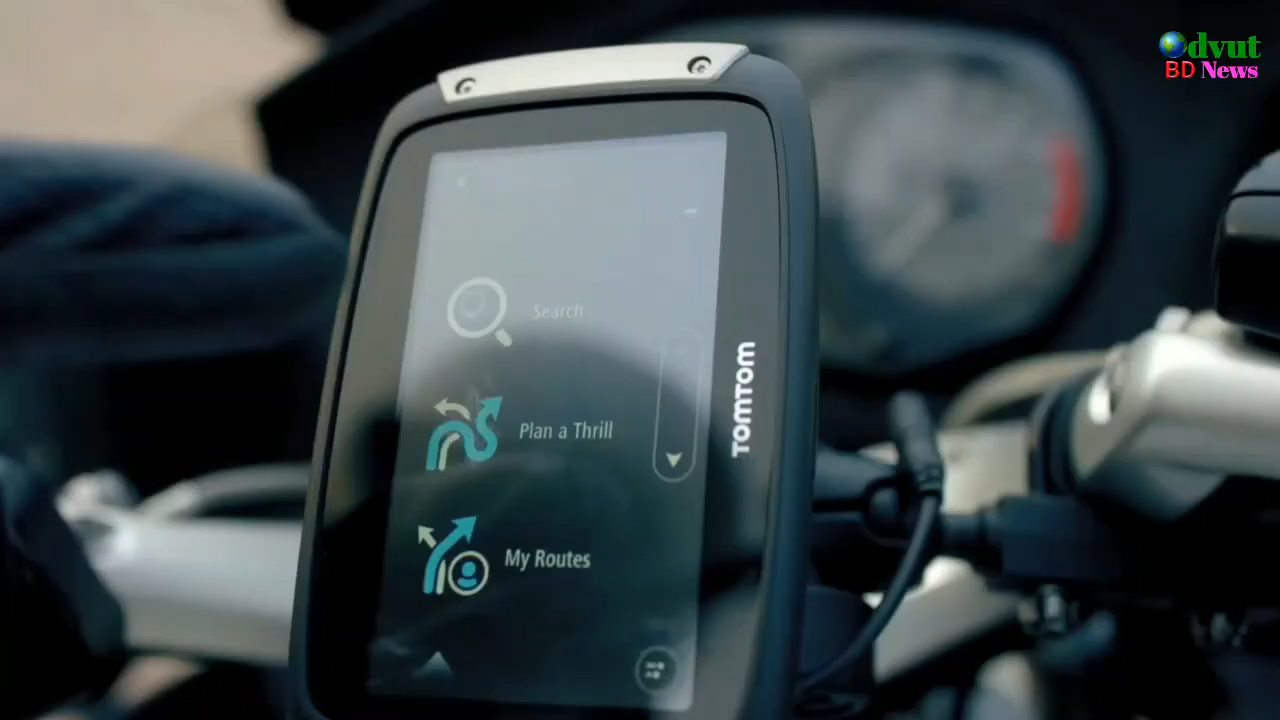 dvut
BD News
Search
Plan a Thrill
My Routes
TOMTOM